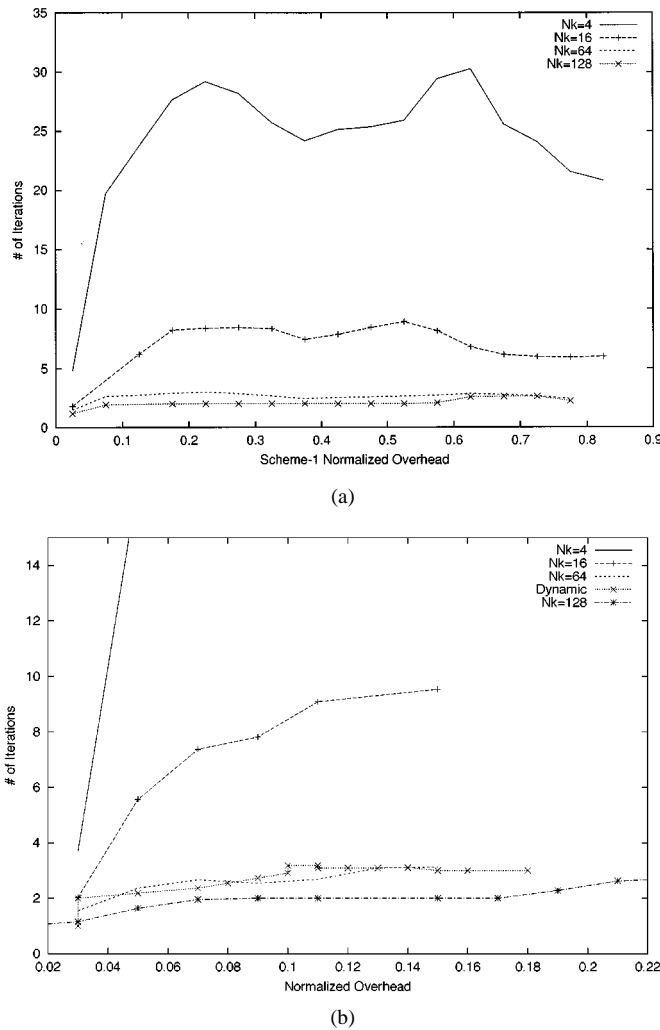 35
30
25
20
15
10
5
0
# of Iterations
Nk=4
Nk=16
Nk=64
Nk=128
0 0.1 0.2 0.3 0.4 0.5 0.6 0.7 0.8 0.9
Scheme-1 Normalized Overhead
(a)
14
12
10
8
6
4
2
0
# of Iterations
Nk=4
Nk=16
Nk=64
Dynamic
Nk=128
0.02 0.04 0.06 0.08 0.1 0.12 0.14 0.16 0.18 0.2 0.22
Normalized Overhead
(b)